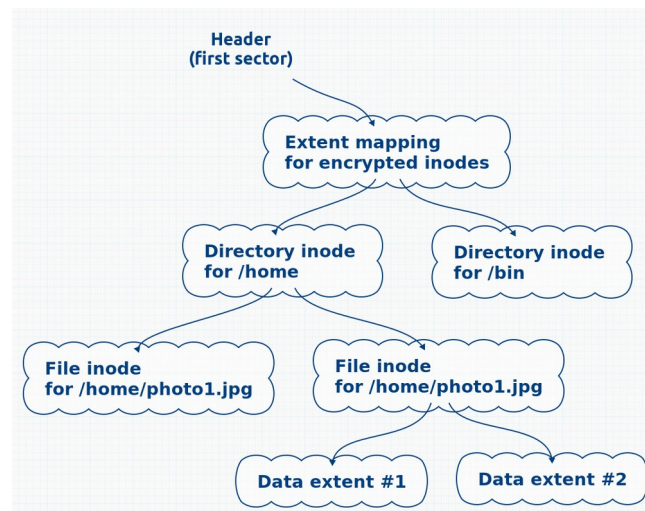 Header
(first sector)
Extent mapping
for encrypted inodes
Directory inode
for /home
Directory inode
for /bin
File inode
for /home/photo1.jpg
File inode
for /home/photo1.jpg
Data extent #1
Data extent #2